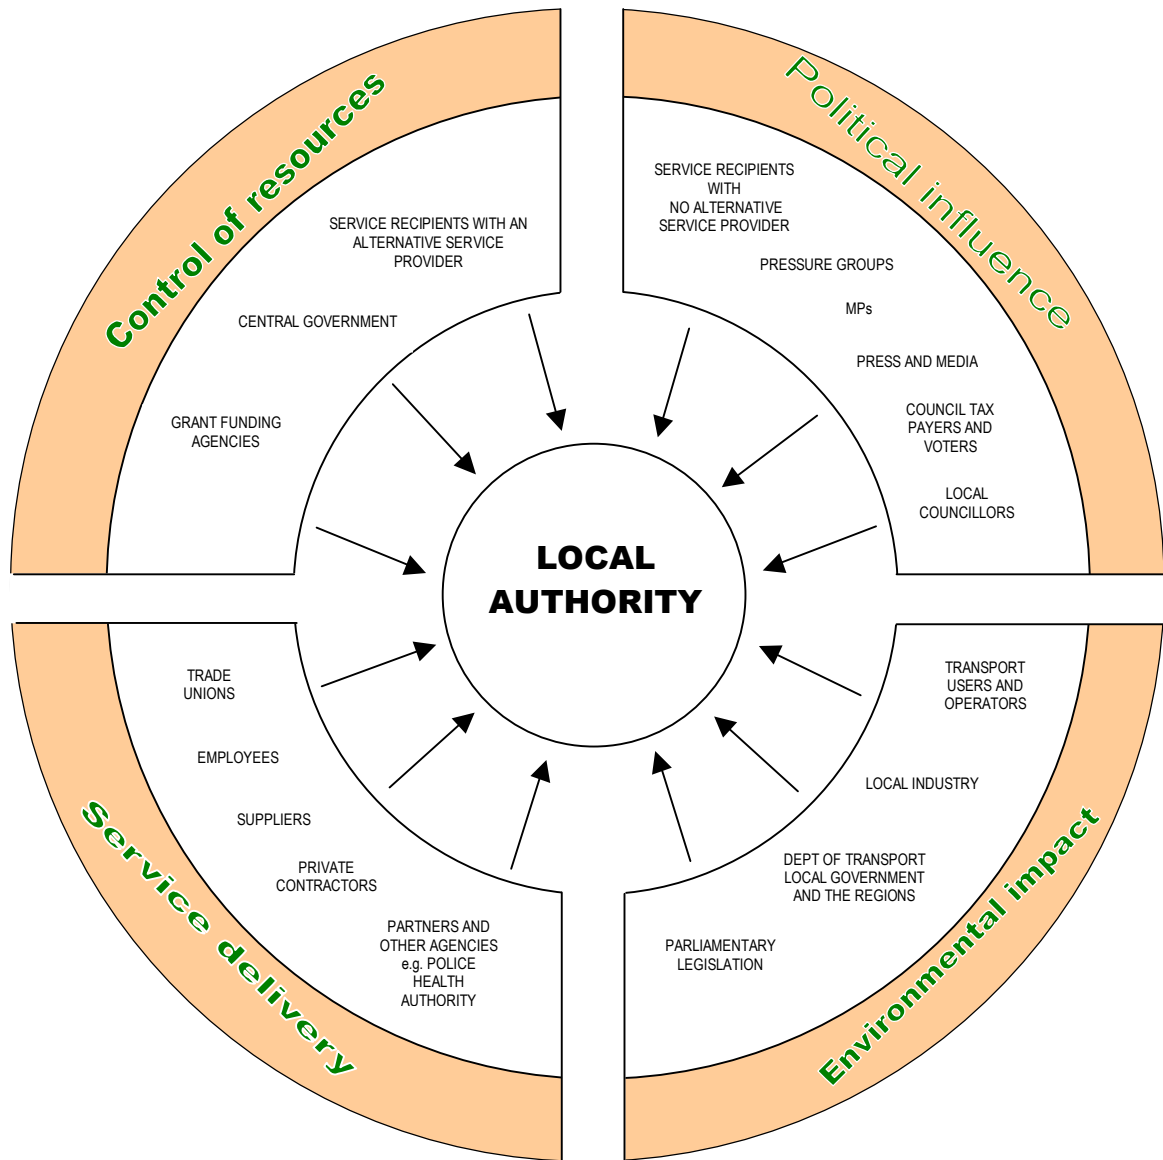 Control of resources
SERVICE RECIPIENTS WITH AN
ALTERNATIVE SERVICE
PROVIDER
CENTRAL GOVERNMENT
GRANT FUNDING
AGENCIES
Political influence
SERVICE RECIPIENTS
WITH
NO ALTERNATIVE
SERVICE PROVIDER
PRESSURE GROUPS
MPs
PRESS AND MEDIA
COUNCIL TAX
PAYERS AND
VOTERS
LOCAL
COUNCILLORS
LOCAL
AUTHORITY
Service delivery
TRADE
UNIONS
EMPLOYEES
SUPPLIERS
PRIVATE
CONTRACTORS
PARTNERS AND
OTHER AGENCIES
e.g. POLICE
HEALTH
AUTHORITY
Environmental impact
TRANSPORT
USERS AND
OPERATORS
LOCAL INDUSTRY
DEPT OF TRANSPORT
LOCAL GOVERNMENT
AND THE REGIONS
PARLIAMENTARY
LEGISLATION